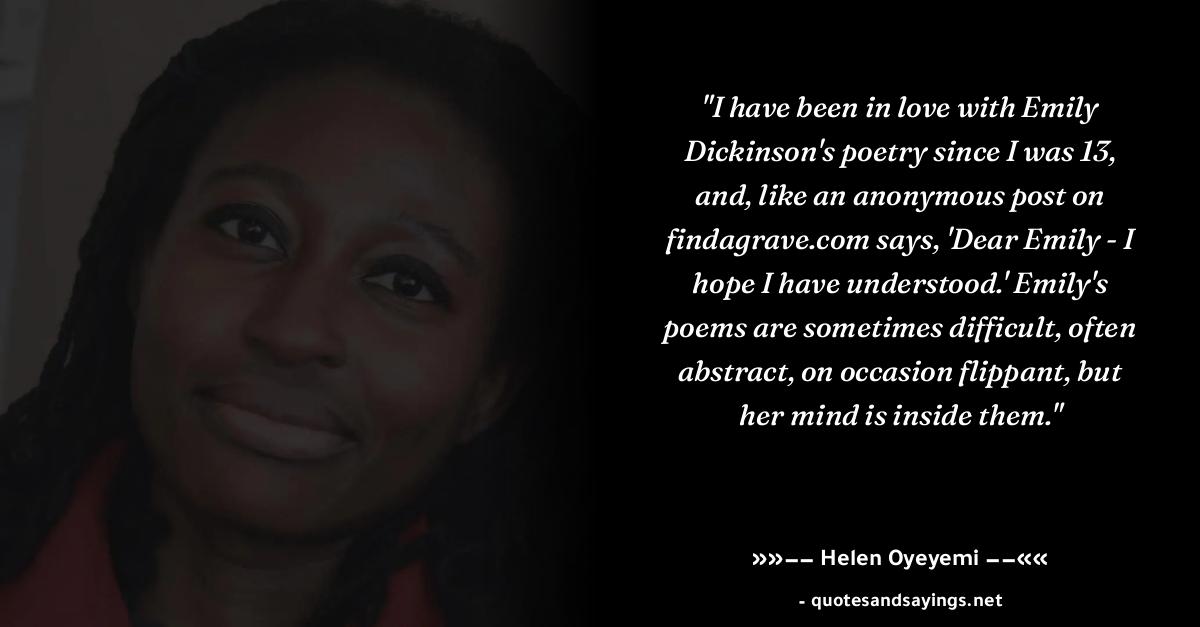 "I have been in love with Emily
Dickinson's poetry since I was 13,
and, like an anonymous post on
findagrave.com says, 'Dear Emily - I
hope I have understood.' Emily's
poems are sometimes difficult, often
abstract, on occasion flippant, but
her mind is inside them."
»»–– Helen Oyeyemi ––««
- quotesandsayings.net